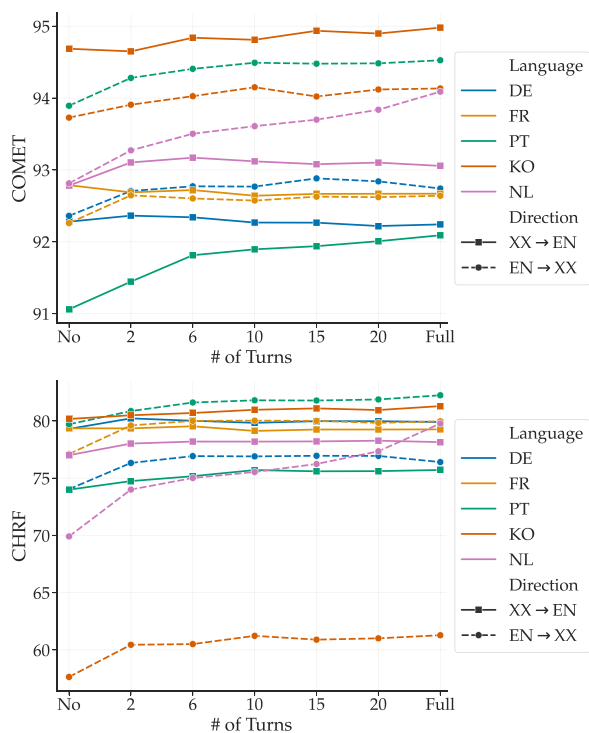 95
94
93
92
91
COMET
No 2 6 10 15 20 Full
# of Turns
Language
DE
FR
PT
KO
NL
Direction
XX → EN
EN → XX
80
75
70
65
60
CHRF
No 2 6 10 15 20 Full
# of Turns
Language
DE
FR
PT
KO
NL
Direction
XX → EN
EN → XX